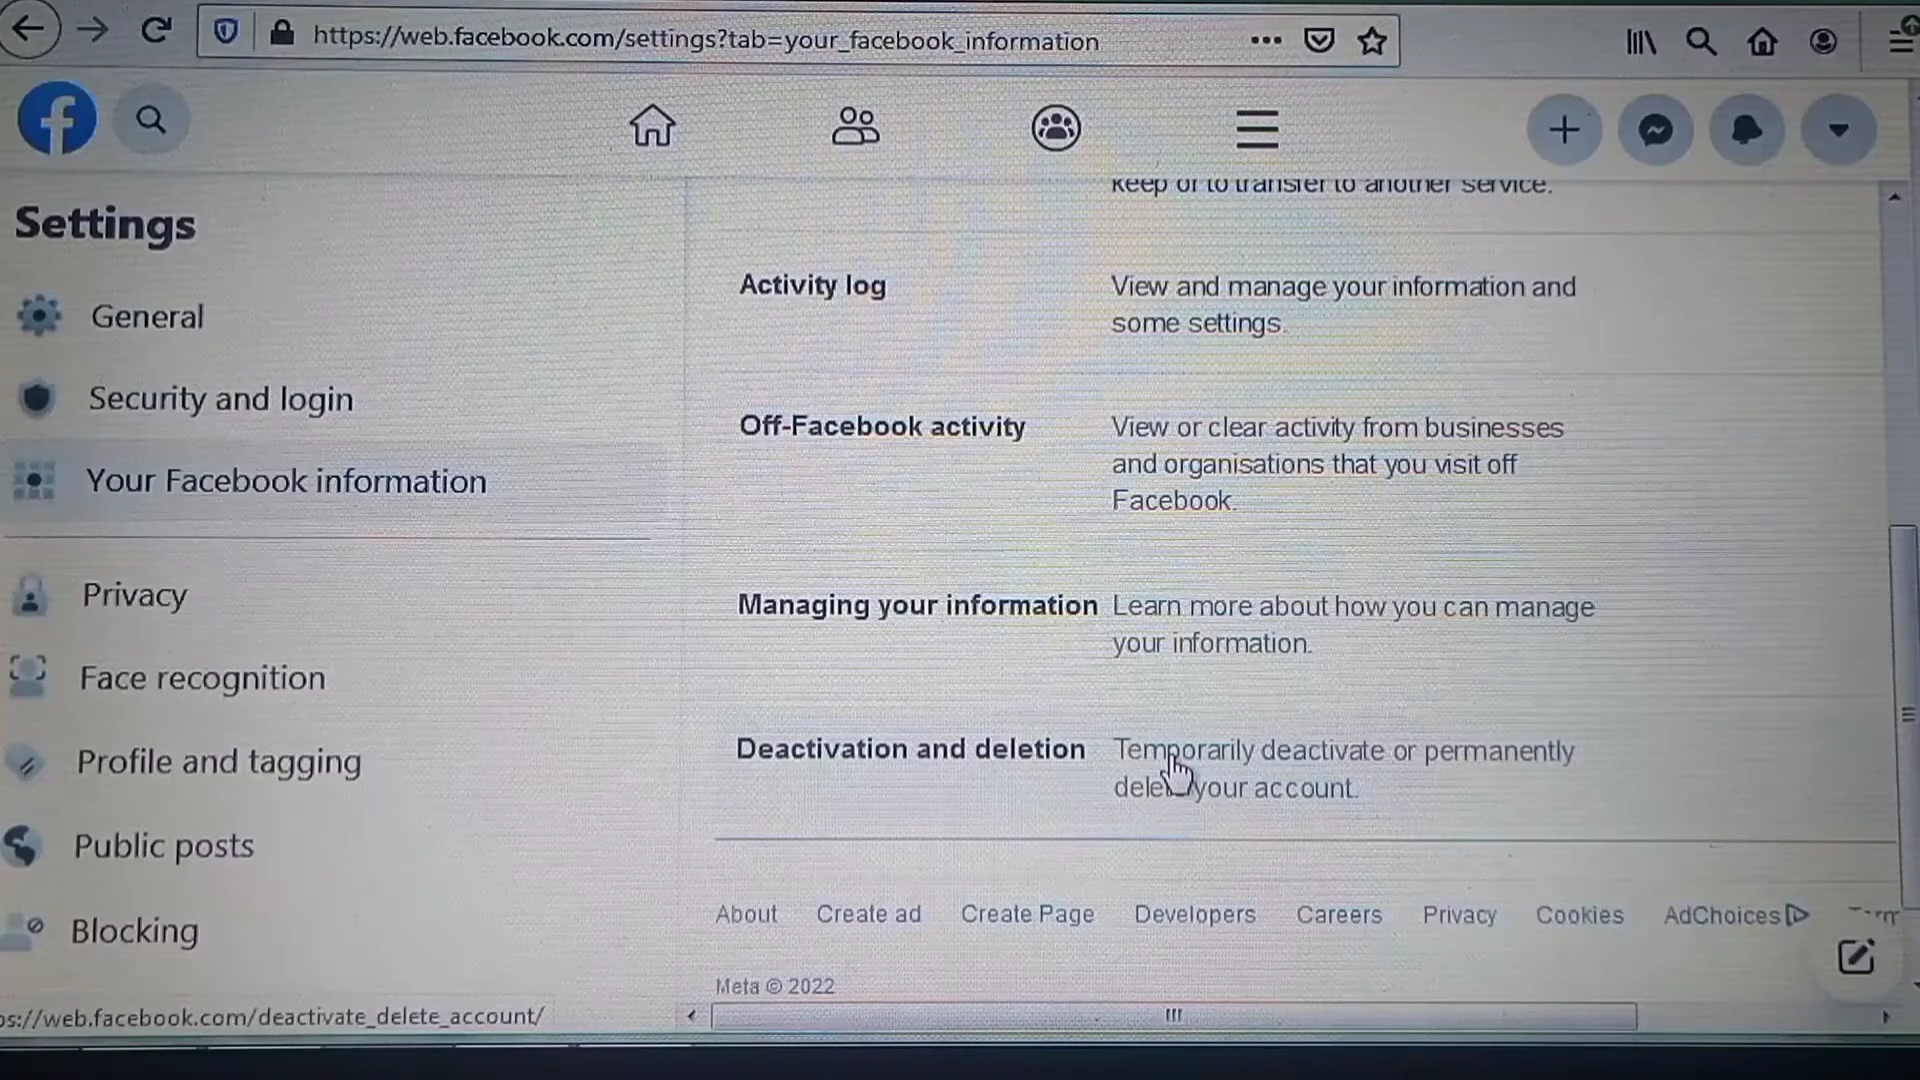 https://web.facebook.com/settings?tab=your_facebook_information
keep or to transfer to another service.
Settings
General
Security and login
Your Facebook information
Privacy
Face recognition
Profile and tagging
Public posts
Blocking
Activity log
View and manage your information and
some settings.
Off-Facebook activity
View or clear activity from businesses
and organisations that you visit off
Facebook.
Managing your information
Learn more about how you can manage
your information.
Deactivation and deletion
Temporarily deactivate or permanently
delete your account.
About Create ad Create Page Developers Careers Privacy Cookies AdChoices
Meta © 2022
ps://web.facebook.com/deactivate_delete_account/